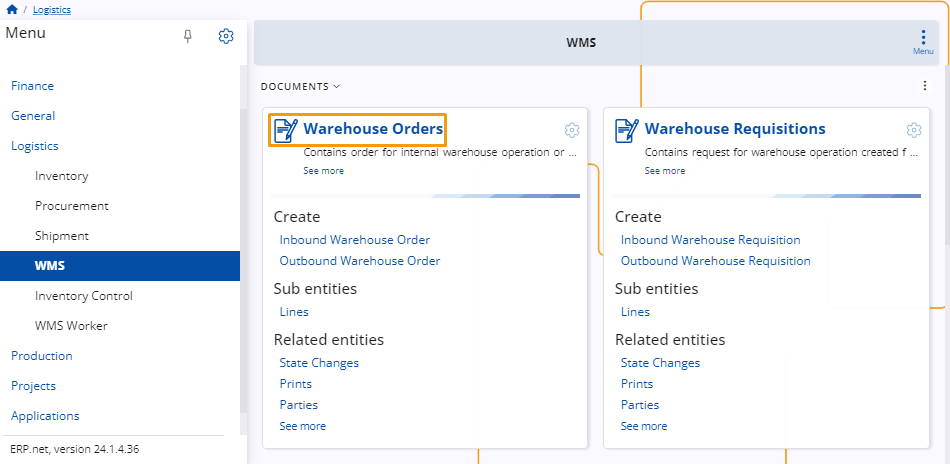 / Logistics
Menu
Finance
General
Logistics
Inventory
Procurement
Shipment
WMS
Inventory Control
WMS Worker
Production
Projects
Applications
ERP.net, version 24.1.4.36
WMS
Menu
DOCUMENTS
Warehouse Orders
Contains order for internal warehouse operation or ...
See more
Create
Inbound Warehouse Order
Outbound Warehouse Order
Sub entities
Lines
Related entities
State Changes
Prints
Parties
See more
Warehouse Requisitions
Contains request for warehouse operation created f ...
See more
Create
Inbound Warehouse Requisition
Outbound Warehouse Requisition
Sub entities
Lines
Related entities
State Changes
Prints
Parties
See more